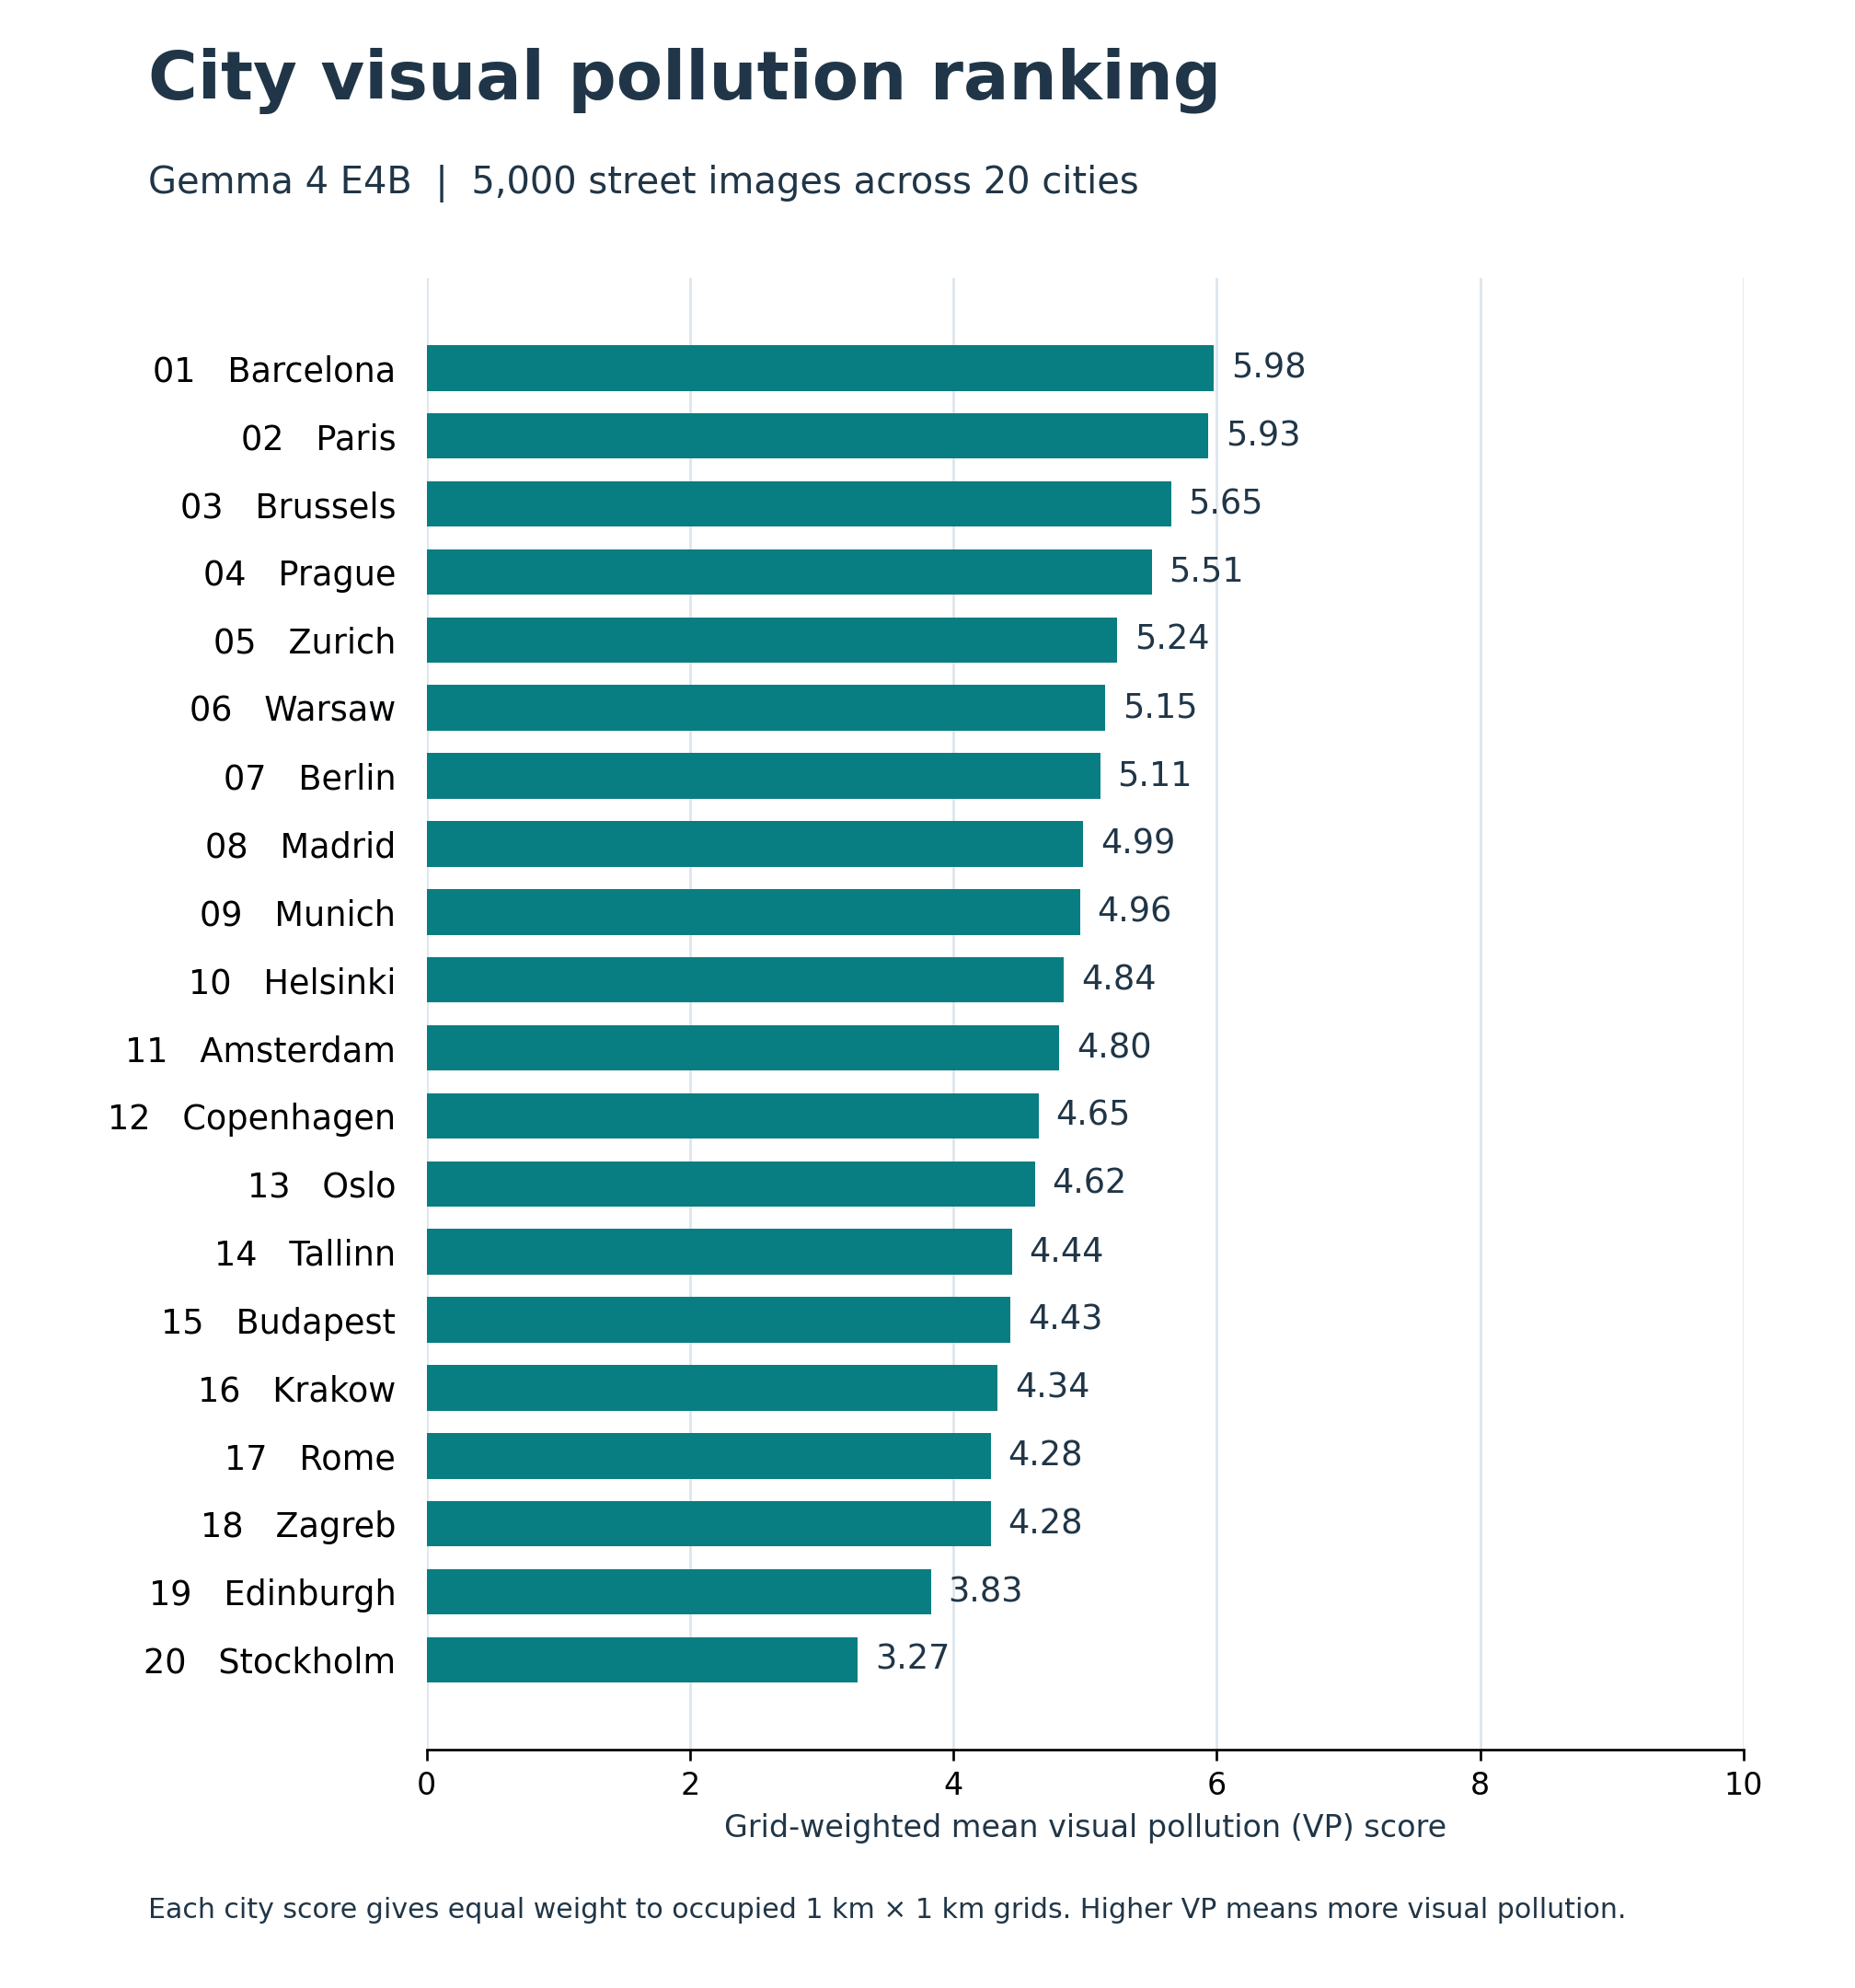 City visual pollution ranking
Gemma 4 E4B | 5,000 street images across 20 cities
01 Barcelona 5.98
02 Paris 5.93
03 Brussels 5.65
04 Prague 5.51
05 Zurich 5.24
06 Warsaw 5.15
07 Berlin 5.11
08 Madrid 4.99
09 Munich 4.96
10 Helsinki 4.84
11 Amsterdam 4.80
12 Copenhagen 4.65
13 Oslo 4.62
14 Tallinn 4.44
15 Budapest 4.43
16 Krakow 4.34
17 Rome 4.28
18 Zagreb 4.28
19 Edinburgh 3.83
20 Stockholm 3.27
0 2 4 6 8 10
Grid-weighted mean visual pollution (VP) score
Each city score gives equal weight to occupied 1 km × 1 km grids. Higher VP means more visual pollution.